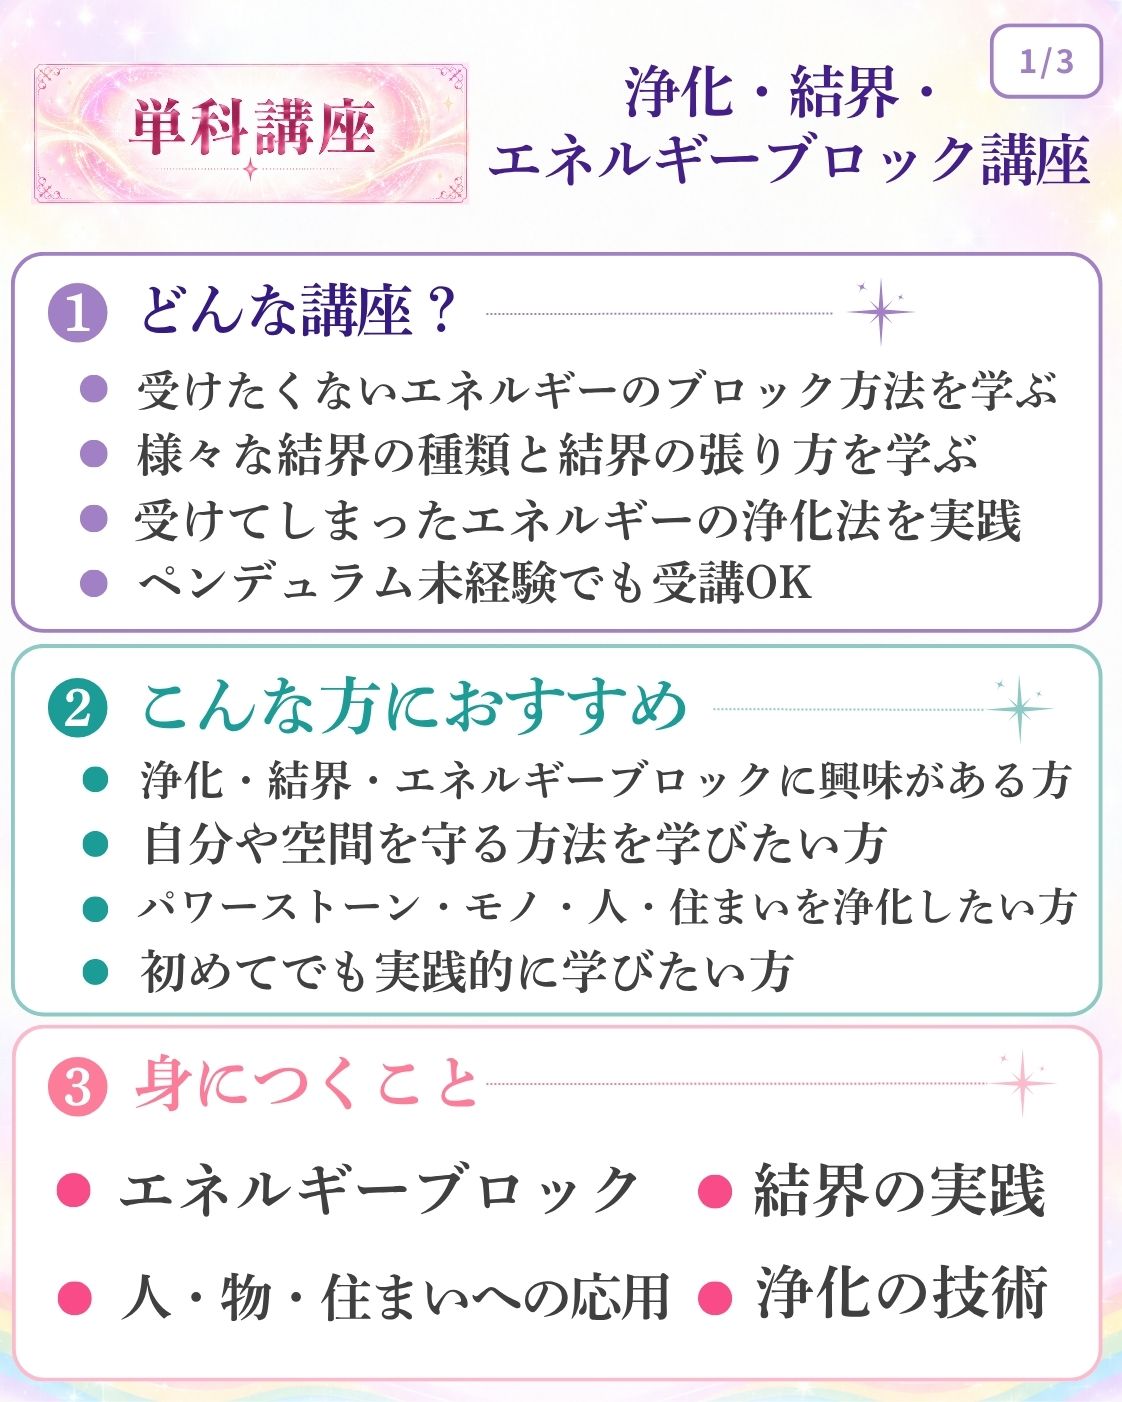 1/3
単科講座
浄化・結界・
エネルギーブロック講座
1 どんな講座？
受けたくないエネルギーのブロック方法を学ぶ
様々な結界の種類と結界の張り方を学ぶ
受けてしまったエネルギーの浄化法を実践
ペンデュラム未経験でも受講OK
2 こんな方におすすめ
浄化・結界・エネルギーブロックに興味がある方
自分や空間を守る方法を学びたい方
パワーストーン・モノ・人・住まいを浄化したい方
初めてでも実践的に学びたい方
3 身につくこと
エネルギーブロック
結界の実践
人・物・住まいへの応用
浄化の技術